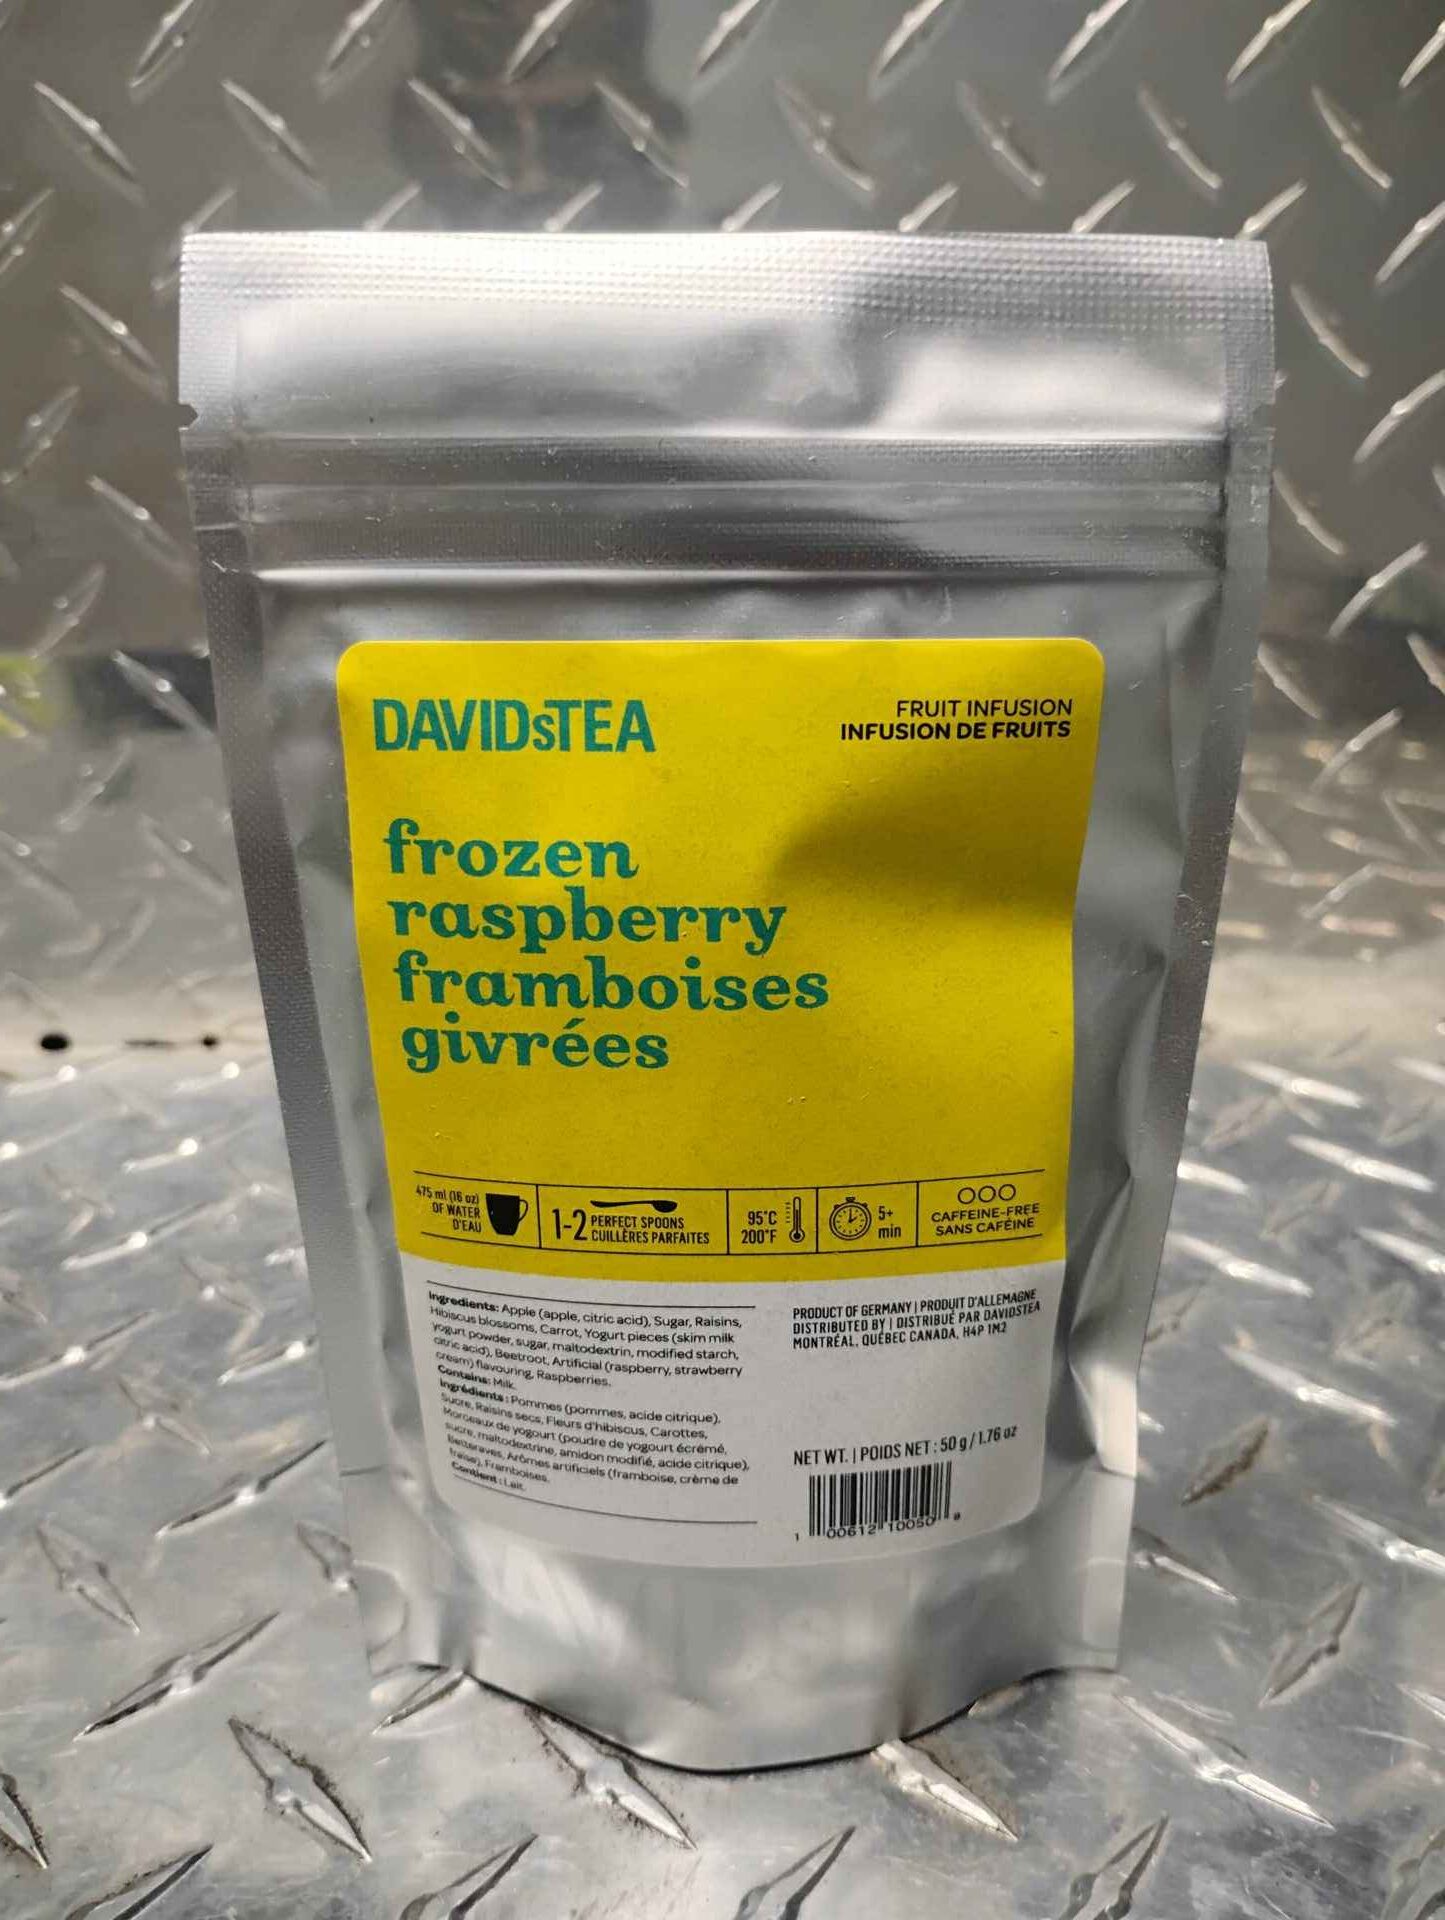 DAVIDsTEA
FRUIT INFUSION
INFUSION DE FRUITS
frozen
raspberry
framboises
givrées
475 ml (16 oz)
OF WATER
D'EAU
1-2 PERFECT SPOONS
CUILLÈRES PARFAITES
95°C
200°F
5+
min
CAFFEINE-FREE
SANS CAFÉINE
Ingredients: Apple (apple, citric acid), Sugar, Raisins,
Hibiscus blossoms, Carrot, Yogurt pieces (skim milk
yogurt powder, sugar, maltodextrin, modified starch,
citric acid), Beetroot, Artificial (raspberry, strawberry
cream) flavouring, Raspberries.
Contains: Milk.
Ingrédients : Pommes (pommes, acide citrique),
Sucre, Raisins secs, Fleurs d'hibiscus, Carottes,
Morceaux de yogourt (poudre de yogourt écrémé,
sucre, maltodextrine, amidon modifié, acide citrique),
Betteraves, Arômes artificiels (framboise, crème de
fraise), Framboises.
Contient : Lait.
PRODUCT OF GERMANY | PRODUIT D'ALLEMAGNE
DISTRIBUTED BY | DISTRIBUÉ PAR DAVIDSTEA
MONTRÉAL, QUÉBEC CANADA, H4P 1M2
NET WT. | POIDS NET : 50 g / 1.76 oz
1 00612 10050 8